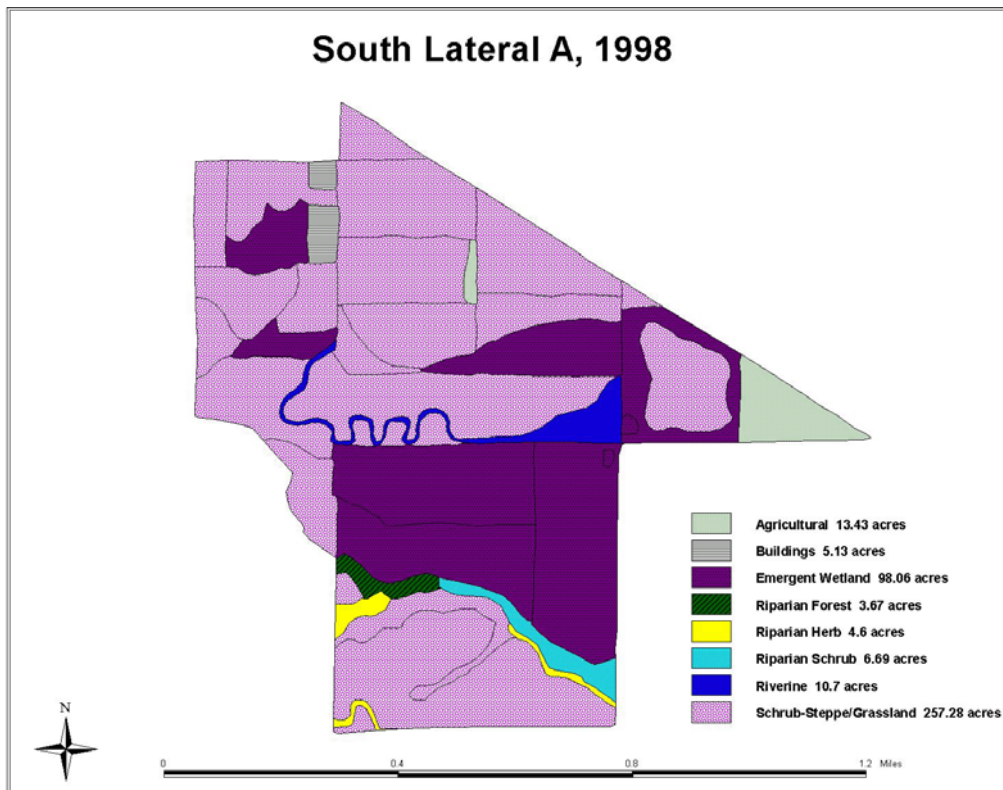 South Lateral A, 1998
Agricultural 13.43 acres
Buildings 5.13 acres
Emergent Wetland 98.06 acres
Riparian Forest 3.67 acres
Riparian Herb 4.6 acres
Riparian Schrub 6.69 acres
Riverine 10.7 acres
Schrub-Steppe/Grassland 257.28 acres
N
0 0.4 0.8 1.2 Miles